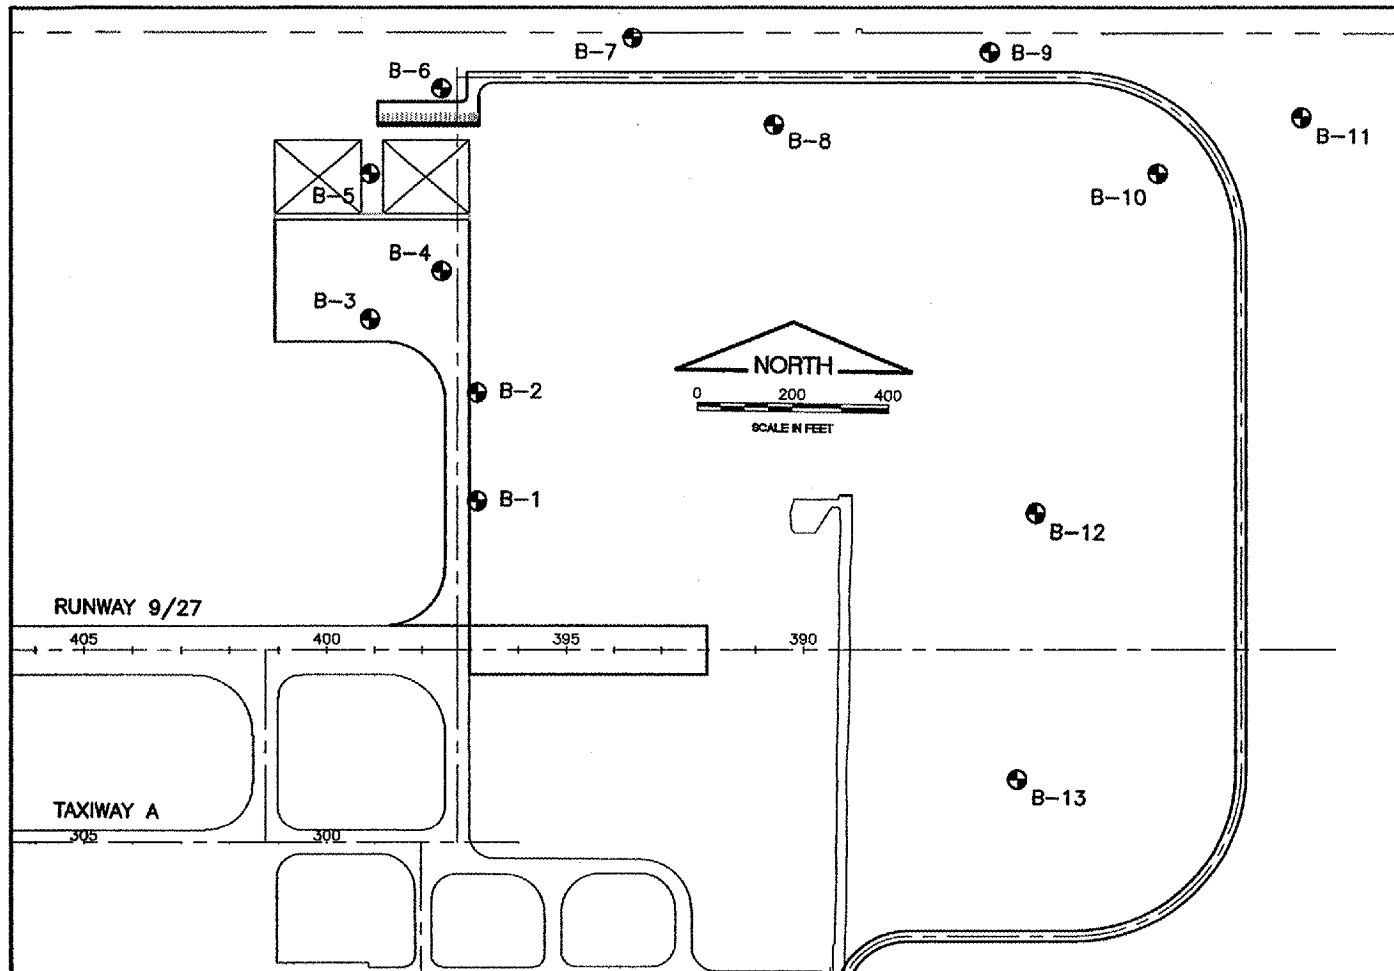 B-7
B-9
B-6
B-8
B-11
B-5
B-10
B-4
B-3
NORTH
0 200 400
SCALE IN FEET
B-2
B-1
B-12
RUNWAY 9/27
405 400 395 390
B-13
TAXIWAY A
305 300